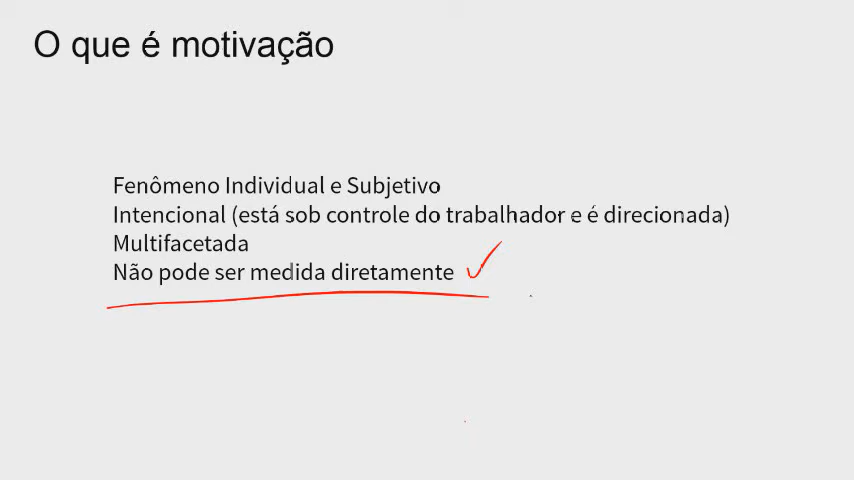 O que é motivação
Fenômeno Individual e Subjetivo
Intencional (está sob controle do trabalhador e é direcionada)
Multifacetada
Não pode ser medida diretamente